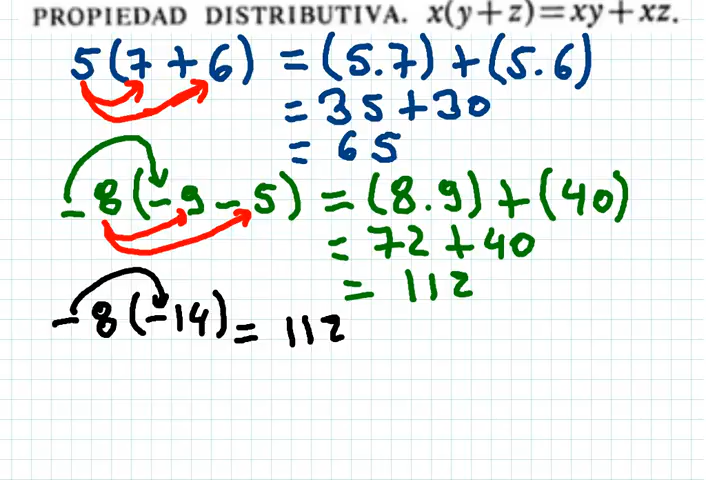 PROPIEDAD DISTRIBUTIVA. x(y+z)=xy+xz.
5(7+6) = (5.7)+(5.6)
= 35+30
= 65
-8(-9-5) = (8.9)+(40)
= 72+40
= 112
-8(-14) = 112